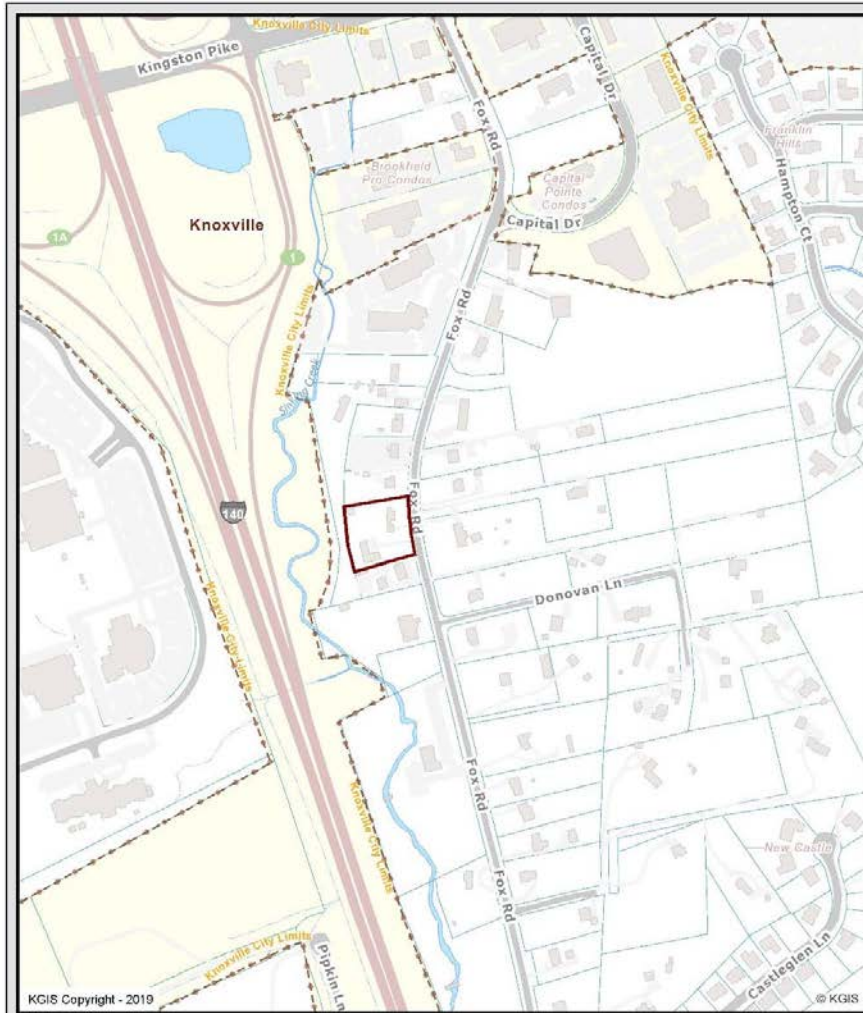 Knoxville City Limits
Kingston Pike
Fox Rd
Capital Dr
Knoxville City Limits
Franklin
Hills
Brookfield
Pro Condos
Capital
Pointe
Condos
Hampton Ct
Knoxville
1A
1
Capital Dr
Knoxville City Limits
Fox Rd
Creek
Fox Rd
140
Donovan Ln
Knoxville City Limits
Fox Rd
Knoxville City Limits
New Castle
Fox Rd
Knoxville City Limits
Pipkin Ln
Castleglen Ln
KGIS Copyright - 2019
© KGIS